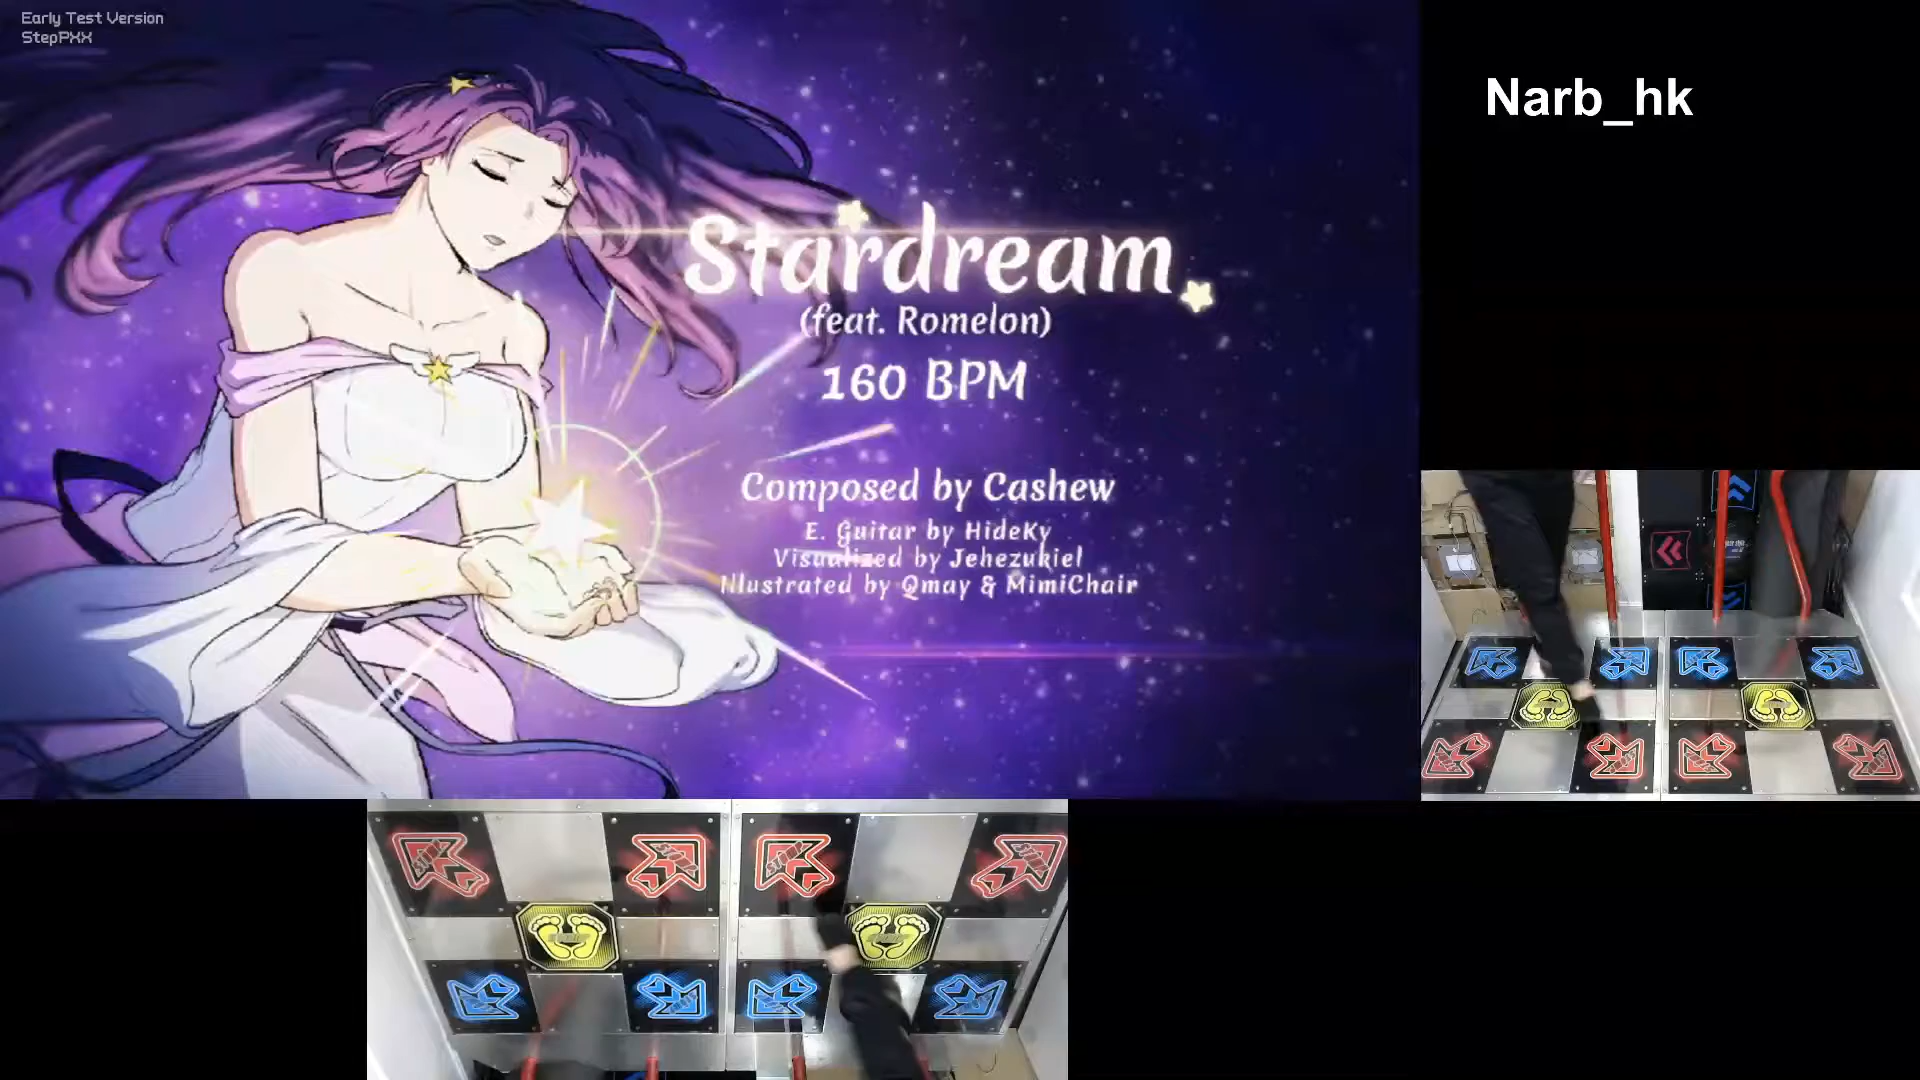 Early Test Version
StepPXX
Narb_hk
Stardream
(feat. Romelon)
160 BPM
Composed by Cashew
E. Guitar by HideKy
Visualized by Jehezukiel
Illustrated by Qmay & MimiChair